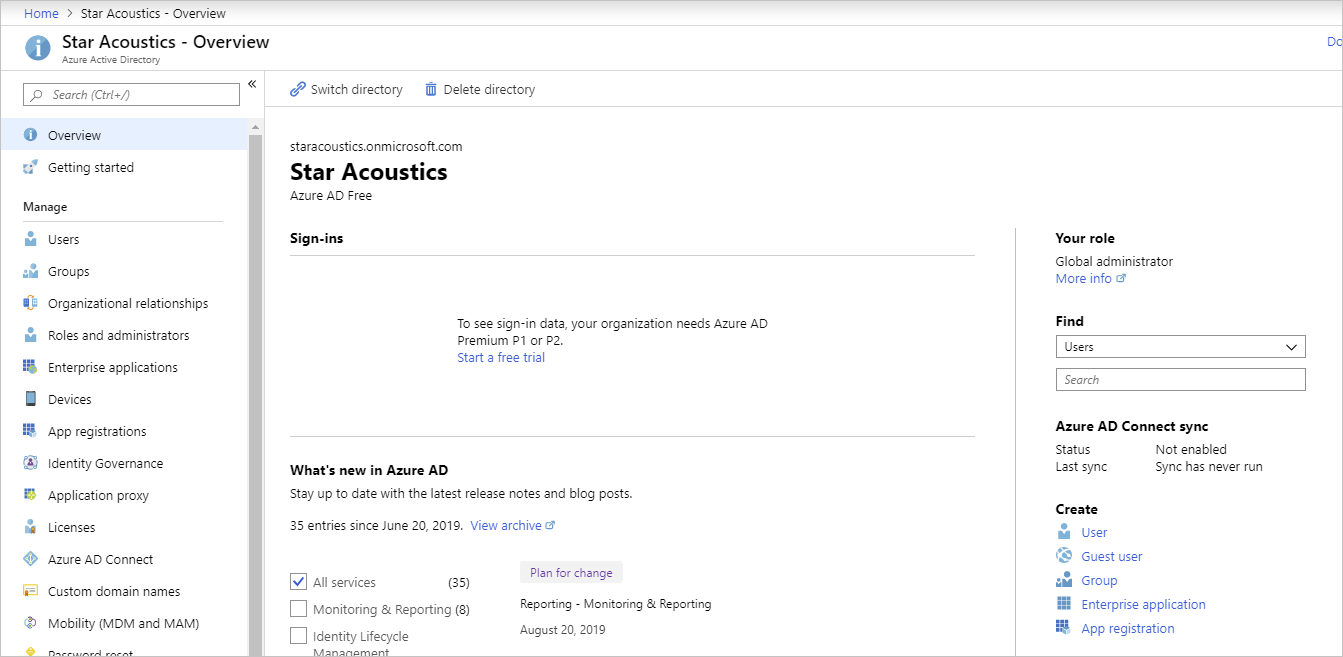 Home > Star Acoustics - Overview
Star Acoustics - Overview
Azure Active Directory
Do
Search (Ctrl+/)
«
Overview
Getting started
Manage
Users
Groups
Organizational relationships
Roles and administrators
Enterprise applications
Devices
App registrations
Identity Governance
Application proxy
Licenses
Azure AD Connect
Custom domain names
Mobility (MDM and MAM)
Password reset
Switch directory
Delete directory
staracoustics.onmicrosoft.com
Star Acoustics
Azure AD Free
Sign-ins
To see sign-in data, your organization needs Azure AD
Premium P1 or P2.
Start a free trial
What's new in Azure AD
Stay up to date with the latest release notes and blog posts.
35 entries since June 20, 2019. View archive
All services (35)
Monitoring & Reporting (8)
Identity Lifecycle
Management
Plan for change
Reporting - Monitoring & Reporting
August 20, 2019
Your role
Global administrator
More info
Find
Users
Search
Azure AD Connect sync
Status Not enabled
Last sync Sync has never run
Create
User
Guest user
Group
Enterprise application
App registration